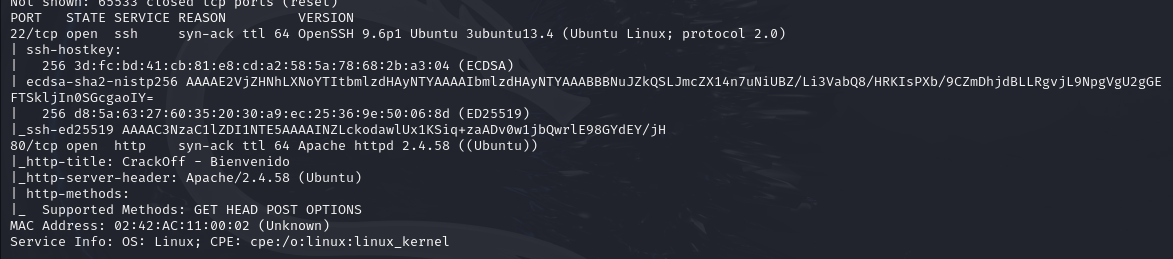 Not shown: 65533 closed tcp ports (reset)
PORT   STATE SERVICE REASON         VERSION
22/tcp open  ssh     syn-ack ttl 64 OpenSSH 9.6p1 Ubuntu 3ubuntu13.4 (Ubuntu Linux; protocol 2.0)
| ssh-hostkey:
|   256 3d:fc:bd:41:cb:81:e8:cd:a2:58:5a:78:68:2b:a3:04 (ECDSA)
| ecdsa-sha2-nistp256 AAAAE2VjZHNhLXNoYTItbmlzdHAyNTYAAAAIbmlzdHAyNTYAAABBBNuJZkQSLJmcZX14n7uNiUBZ/Li3VabQ8/HRKIsPXb/9CZmDhjdBLLRgvjL9NpgVgU2gGE
FTSkljIn0SGcgaoIY=
|   256 d8:5a:63:27:60:35:20:30:a9:ec:25:36:9e:50:06:8d (ED25519)
|_ssh-ed25519 AAAAC3NzaC1lZDI1NTE5AAAAINZLckodawlUx1KSiq+zaADv0w1jbQwrlE98GYdEY/jH
80/tcp open  http    syn-ack ttl 64 Apache httpd 2.4.58 ((Ubuntu))
|_http-title: CrackOff - Bienvenido
|_http-server-header: Apache/2.4.58 (Ubuntu)
| http-methods:
|_  Supported Methods: GET HEAD POST OPTIONS
MAC Address: 02:42:AC:11:00:02 (Unknown)
Service Info: OS: Linux; CPE: cpe:/o:linux:linux_kernel